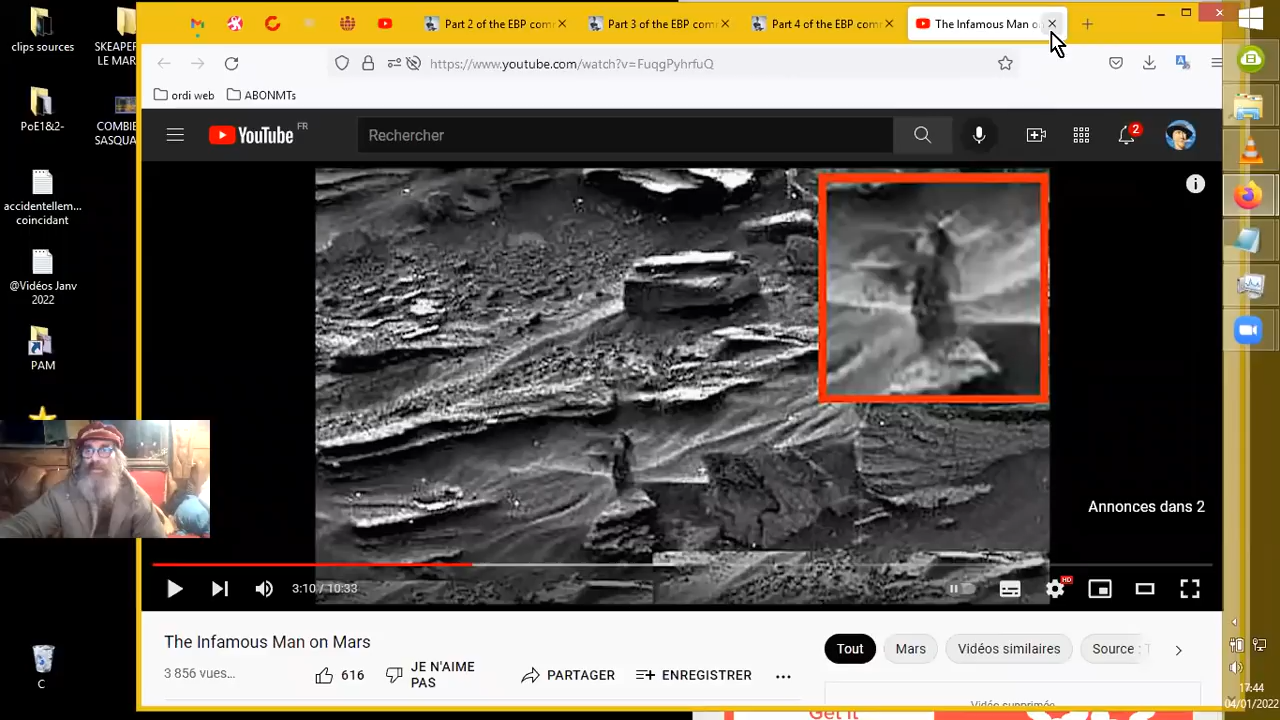 clips sources
SKEAPER
LE MAR
PoE1&2-
COMBIE
SASQUA
accidentellem...
coincidant
@Vidéos Janv
2022
PAM
C
Part 2 of the EBP com
Part 3 of the EBP com
Part 4 of the EBP com
The Infamous Man o
https://www.youtube.com/watch?v=FuqgPyhrfuQ
ordi web
ABONMTs
YouTube FR
Rechercher
2
Annonces dans 2
3:10 / 10:33
HD
The Infamous Man on Mars
3 856 vues...
616
JE N'AIME
PAS
PARTAGER
ENREGISTRER
Tout
Mars
Vidéos similaires
Source : T
Vidéo supprimée
Get it
17:44
04/01/2022